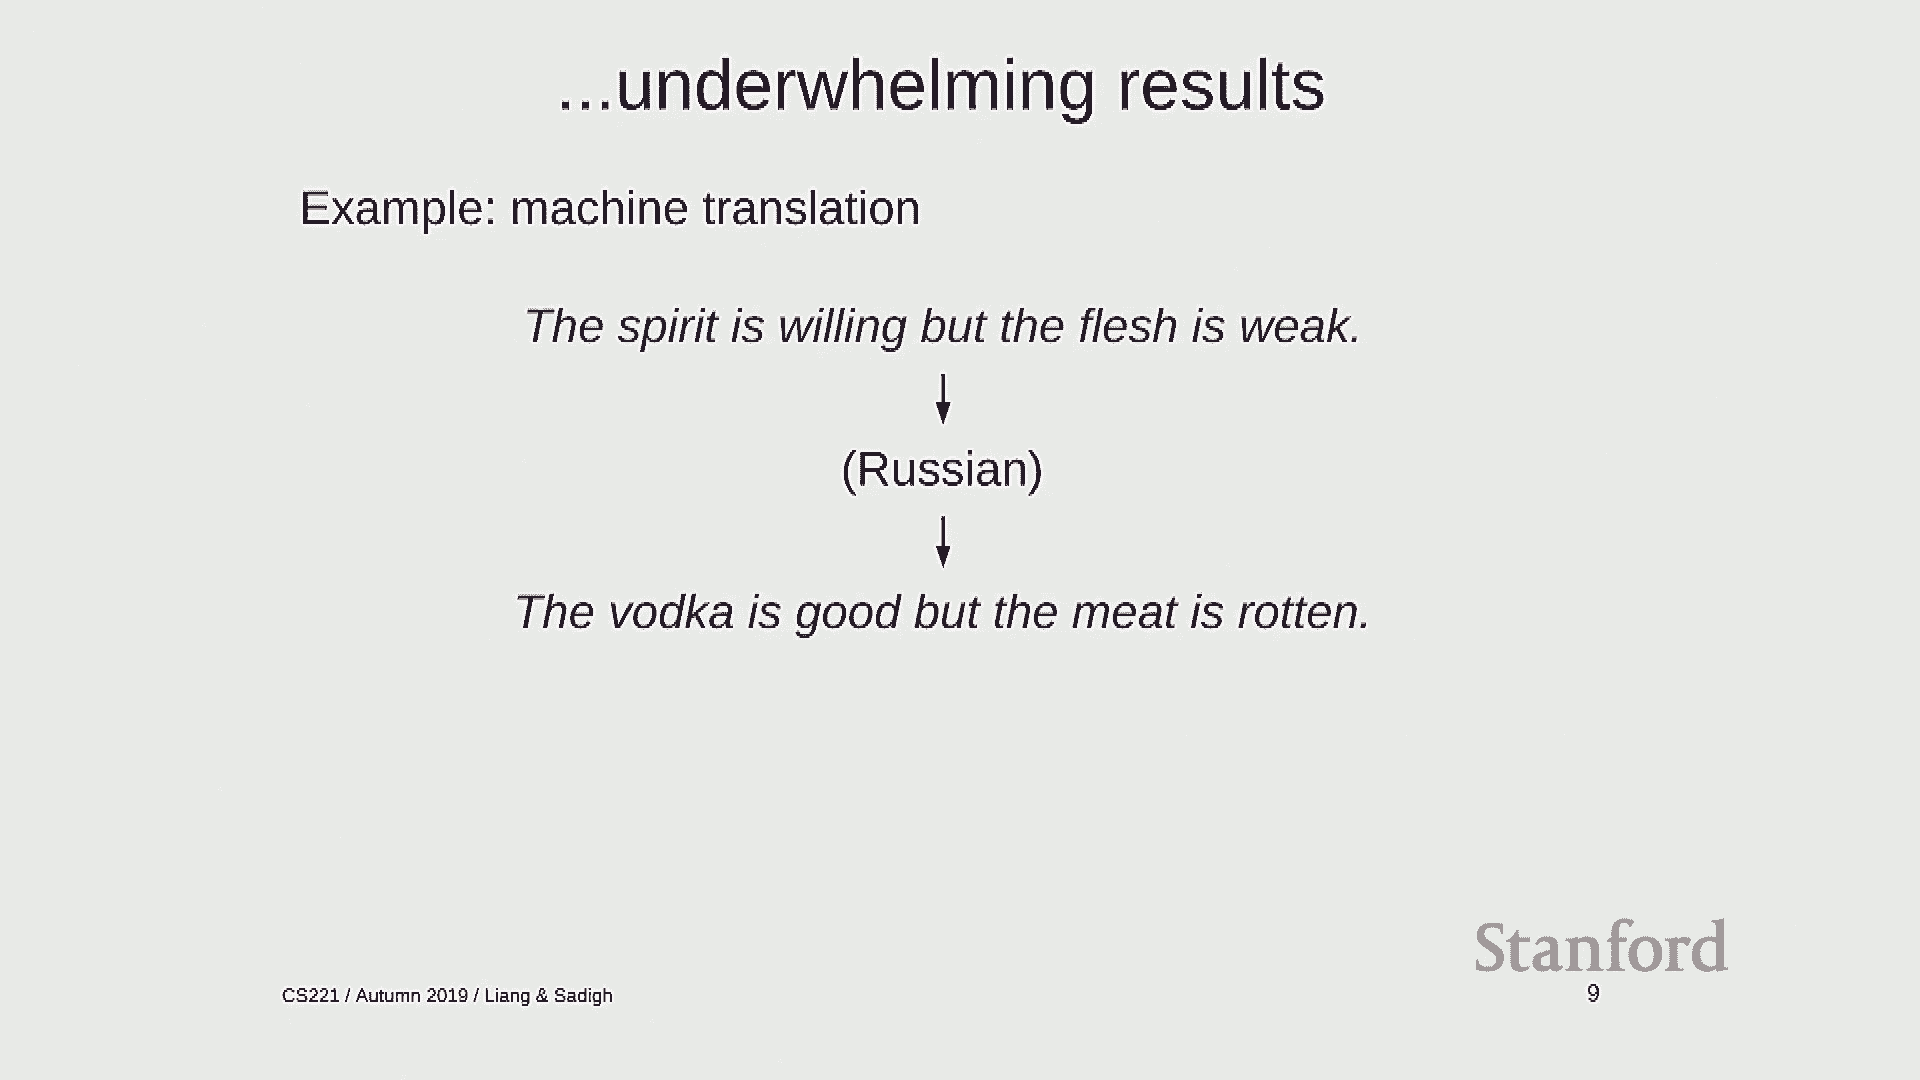 ...underwhelming results
Example: machine translation
The spirit is willing but the flesh is weak.
(Russian)
The vodka is good but the meat is rotten.
Stanford
CS221 / Autumn 2019 / Liang & Sadigh
9